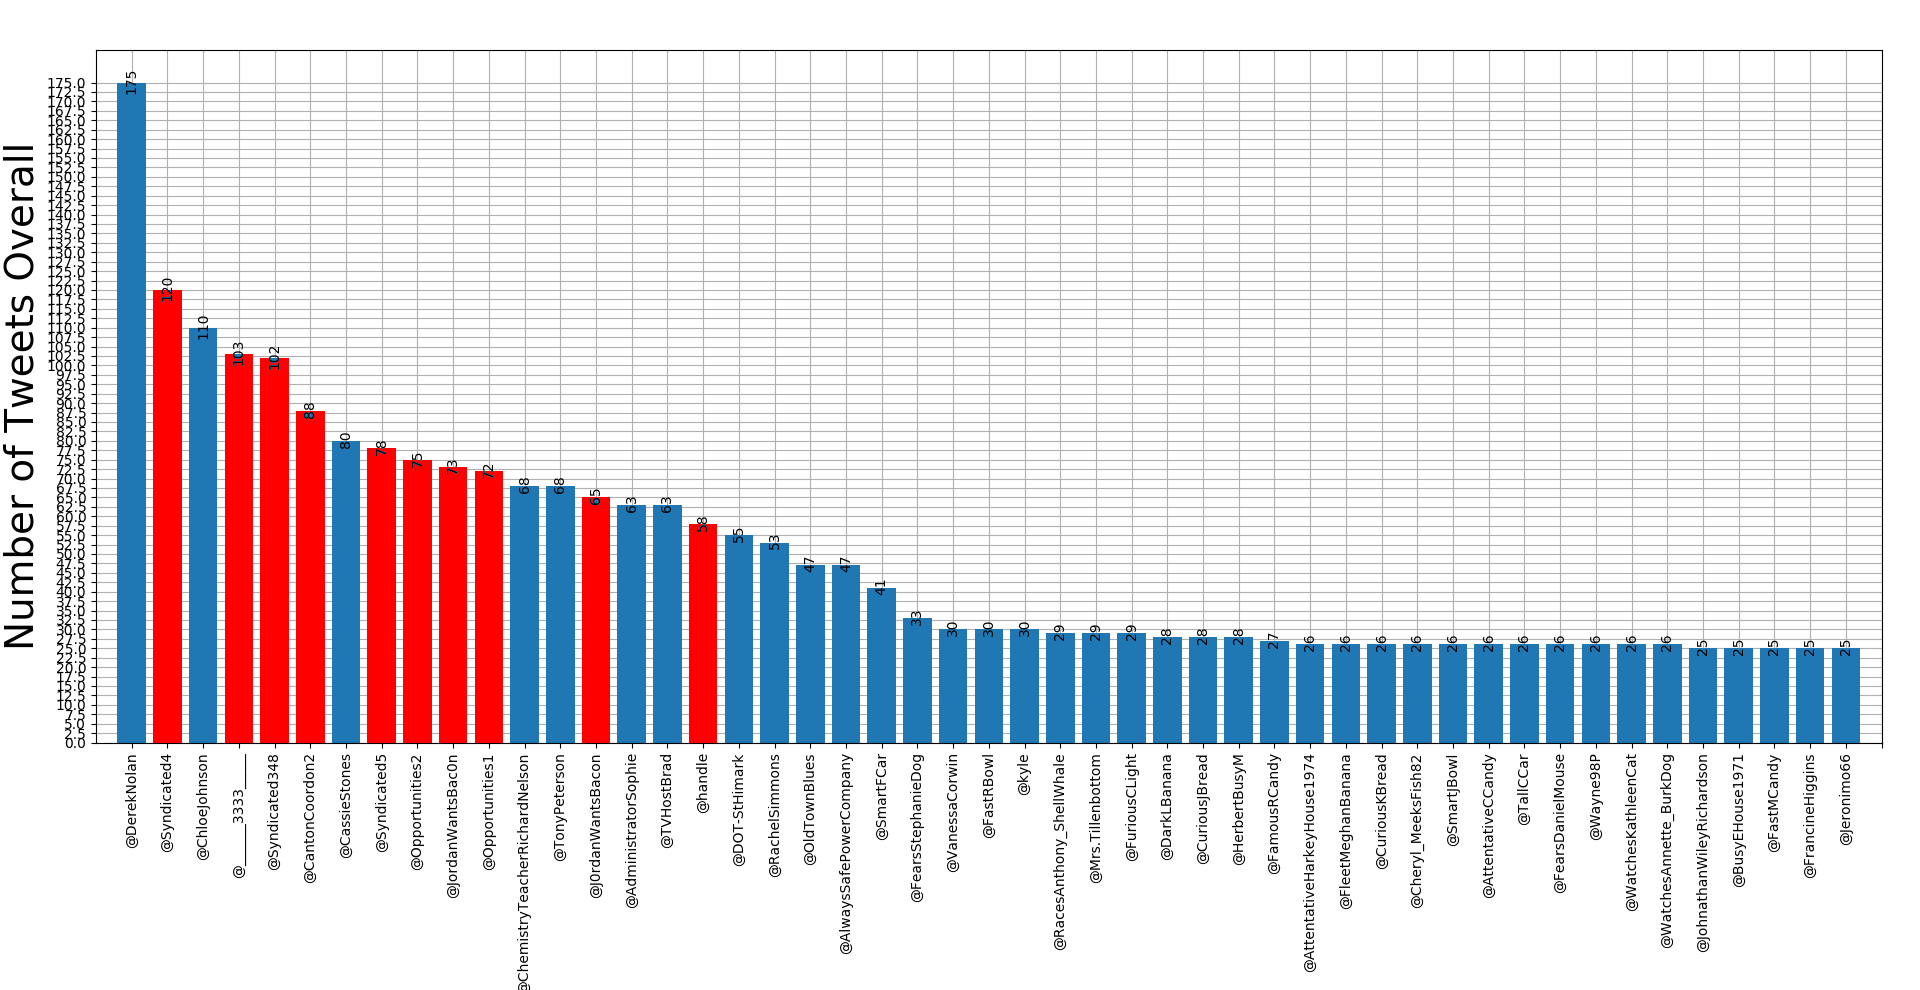 Number of Tweets Overall
175.0
172.5
170.0
167.5
165.0
162.5
160.0
157.5
155.0
152.5
150.0
147.5
145.0
142.5
140.0
137.5
135.0
132.5
130.0
127.5
125.0
122.5
120.0
117.5
115.0
112.5
110.0
107.5
105.0
102.5
100.0
97.5
95.0
92.5
90.0
87.5
85.0
82.5
80.0
77.5
75.0
72.5
70.0
67.5
65.0
62.5
60.0
57.5
55.0
52.5
50.0
47.5
45.0
42.5
40.0
37.5
35.0
32.5
30.0
27.5
25.0
22.5
20.0
17.5
15.0
12.5
10.0
7.5
5.0
2.5
0.0
175
120
110
103
102
88
80
78
75
73
72
68
68
65
63
63
58
55
53
47
47
41
33
30
30
30
29
29
29
28
28
28
27
26
26
26
26
26
26
26
26
26
26
26
25
25
25
25
25
@DerekNolan
@Syndicated4
@ChloeJohnson
@______3333______
@Syndicated348
@CantonCoordon2
@CassieStones
@Syndicated5
@Opportunities2
@JordanWantsBac0n
@Opportunities1
@ChemistryTeacherRichardNelson
@TonyPeterson
@J0rdanWantsBacon
@AdministratorSophie
@TVHostBrad
@handle
@DOT-StHimark
@RachelSimmons
@OldTownBlues
@AlwaysSafePowerCompany
@SmartFCar
@FearsStephanieDog
@VanessaCorwin
@FastRBowl
@kyle
@RacesAnthony_ShellWhale
@Mrs.Tillenbottom
@FuriousCLight
@DarkLBanana
@CuriousJBread
@HerbertBusyM
@FamousRCandy
@AttentativeHarkeyHouse1974
@FleetMeghanBanana
@CuriousKBread
@Cheryl_MeeksFish82
@SmartJBowl
@AttentativeCCandy
@TallCCar
@FearsDanielMouse
@Wayne98P
@WatchesKathleenCat
@WatchesAnnette_BurkDog
@JohnathanWileyRichardson
@BusyEHouse1971
@FastMCandy
@FrancineHiggins
@Jeronimo66